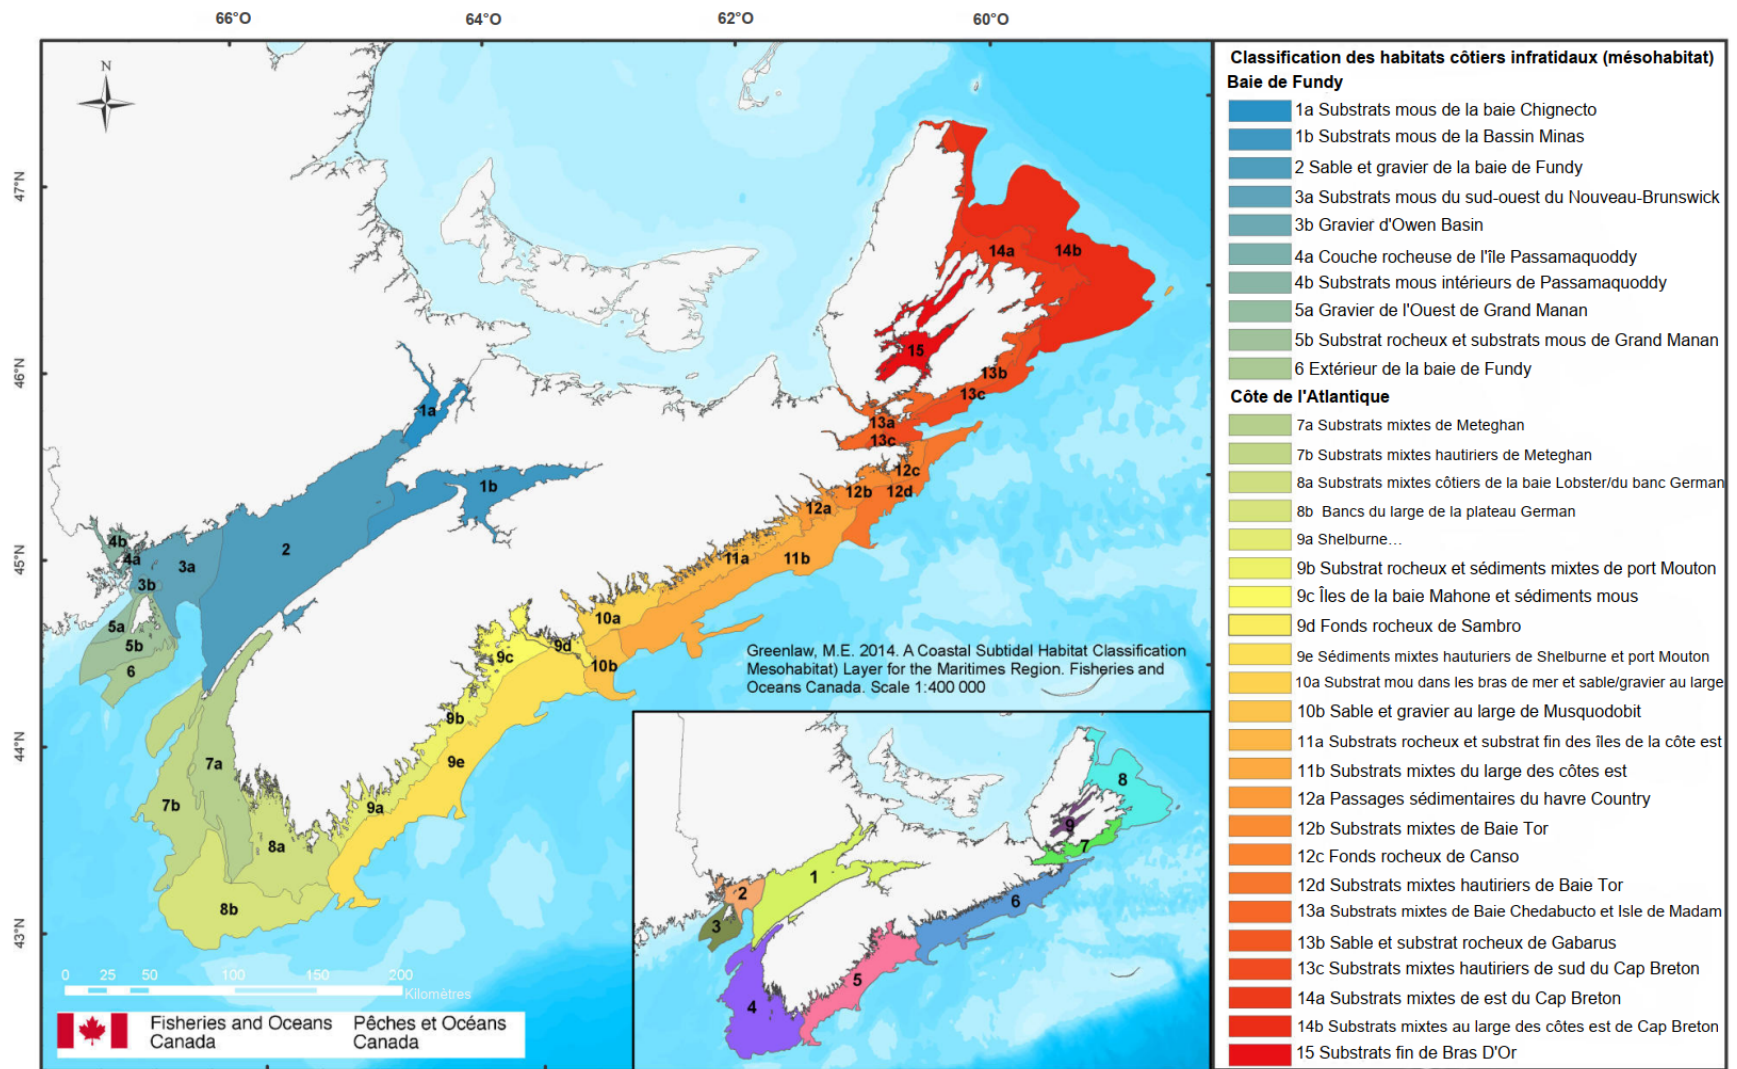 66°O
64°O
62°O
60°O
N
47°N
46°N
45°N
44°N
43°N
14a
14b
15
13b
13c
13a
13c
1a
1b
12c
12b
12d
12a
2
11a
11b
4b
4a
3a
3b
5a
5b
6
10a
9d
9c
10b
9b
9e
7a
7b
9a
8a
8b
Greenlaw, M.E. 2014. A Coastal Subtidal Habitat Classification
Mesohabitat) Layer for the Maritimes Region. Fisheries and
Oceans Canada. Scale 1:400 000
0 25 50 100 150 200
Kilomètres
Fisheries and Oceans
Canada
Pêches et Océans
Canada
8
9
7
1
2
6
3
5
4
Classification des habitats côtiers infratidaux (mésohabitat)
Baie de Fundy
1a Substrats mous de la baie Chignecto
1b Substrats mous de la Bassin Minas
2 Sable et gravier de la baie de Fundy
3a Substrats mous du sud-ouest du Nouveau-Brunswick
3b Gravier d'Owen Basin
4a Couche rocheuse de l'île Passamaquoddy
4b Substrats mous intérieurs de Passamaquoddy
5a Gravier de l'Ouest de Grand Manan
5b Substrat rocheux et substrats mous de Grand Manan
6 Extérieur de la baie de Fundy
Côte de l'Atlantique
7a Substrats mixtes de Meteghan
7b Substrats mixtes hautiriers de Meteghan
8a Substrats mixtes côtiers de la baie Lobster/du banc German
8b Bancs du large de la plateau German
9a Shelburne...
9b Substrat rocheux et sédiments mixtes de port Mouton
9c Îles de la baie Mahone et sédiments mous
9d Fonds rocheux de Sambro
9e Sédiments mixtes hauturiers de Shelburne et port Mouton
10a Substrat mou dans les bras de mer et sable/gravier au large
10b Sable et gravier au large de Musquodobit
11a Substrats rocheux et substrat fin des îles de la côte est
11b Substrats mixtes du large des côtes est
12a Passages sédimentaires du havre Country
12b Substrats mixtes de Baie Tor
12c Fonds rocheux de Canso
12d Substrats mixtes hautiriers de Baie Tor
13a Substrats mixtes de Baie Chedabucto et Isle de Madam
13b Sable et substrat rocheux de Gabarus
13c Substrats mixtes hautiriers de sud du Cap Breton
14a Substrats mixtes de est du Cap Breton
14b Substrats mixtes au large des côtes est de Cap Breton
15 Substrats fin de Bras D'Or